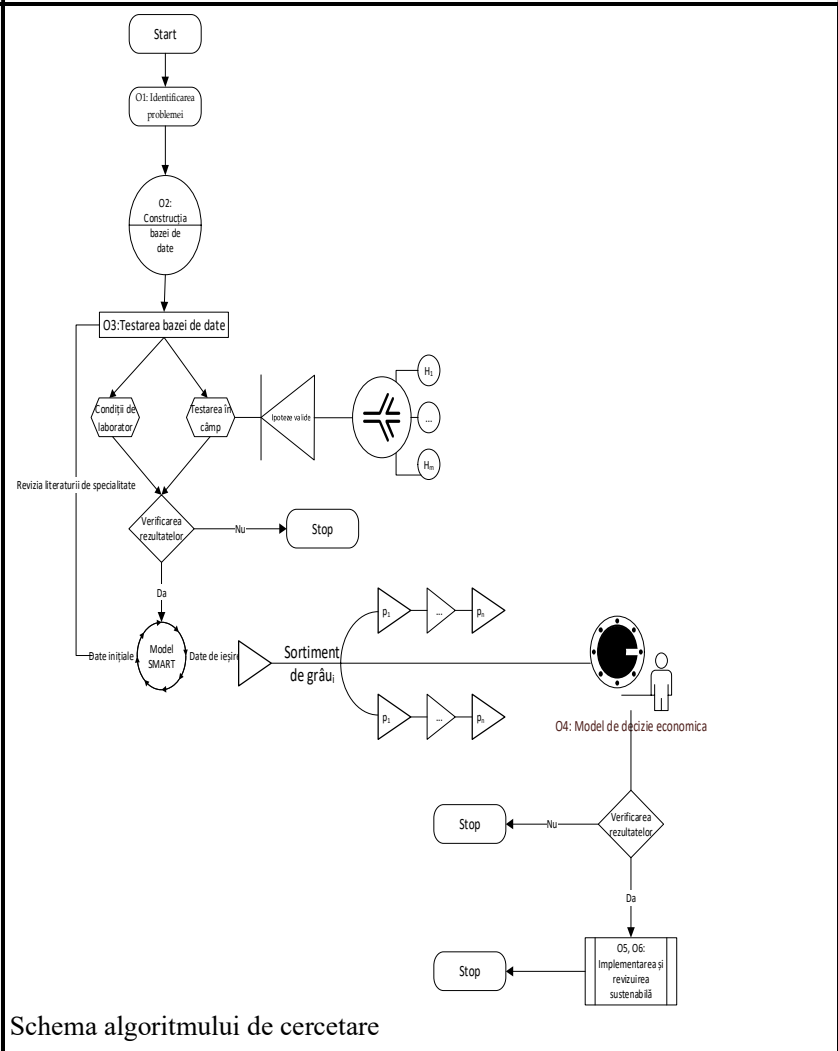 Start
O1: Identificarea
problemei
O2:
Construcția
bazei de
date
O3:Testarea bazei de date
Condiții de
laborator
Testarea în
câmp
Ipoteze valide
H1
...
Hm
Revizia literaturii de specialitate
Verificarea
rezultatelor
Nu
Stop
Da
Date inițiale
Model
SMART
Date de ieșire
Sortiment
de grâui
p1
...
pn
p1
...
pn
O4: Model de decizie economica
Verificarea
rezultatelor
Nu
Stop
Da
O5, O6:
Implementarea și
revizuirea
sustenabilă
Stop
Schema algoritmului de cercetare